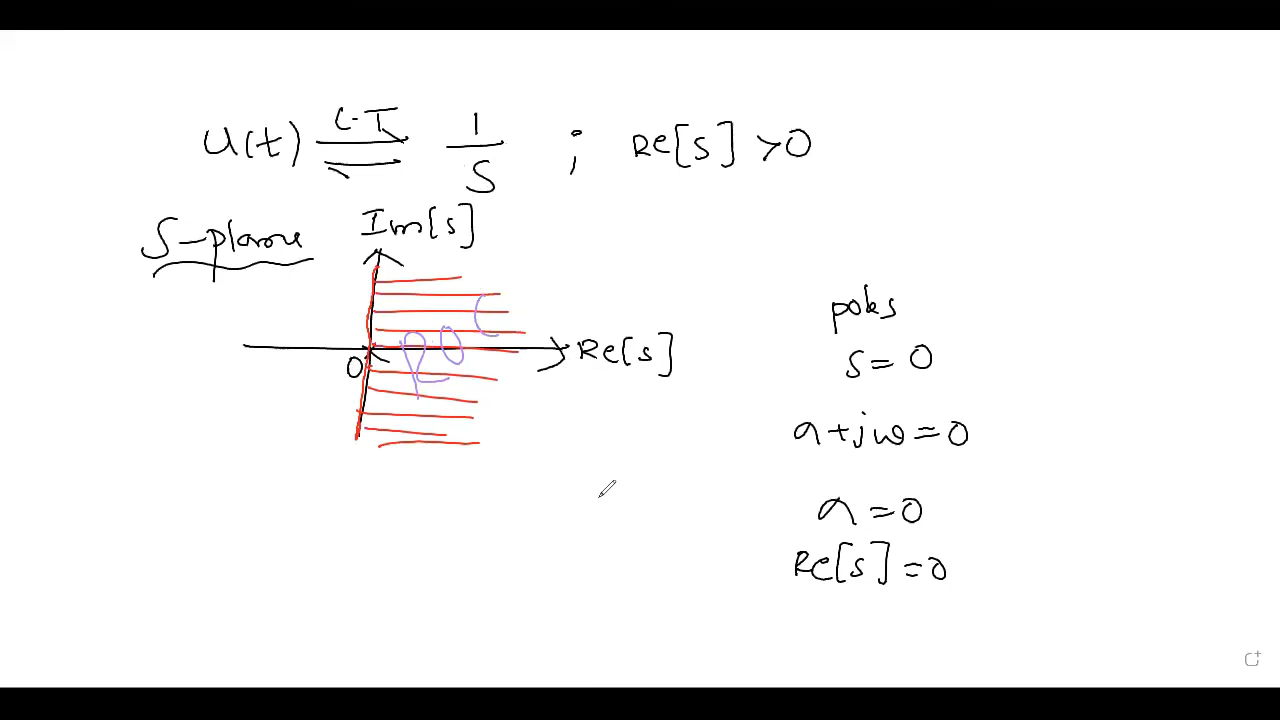 u(t) ⇌ L.T 1/s ; Re[s] >0
S-plane
Im[s]
Re[s]
0
R.O.C
poles
s = 0
a+jω=0
a =0
Re[s] =0